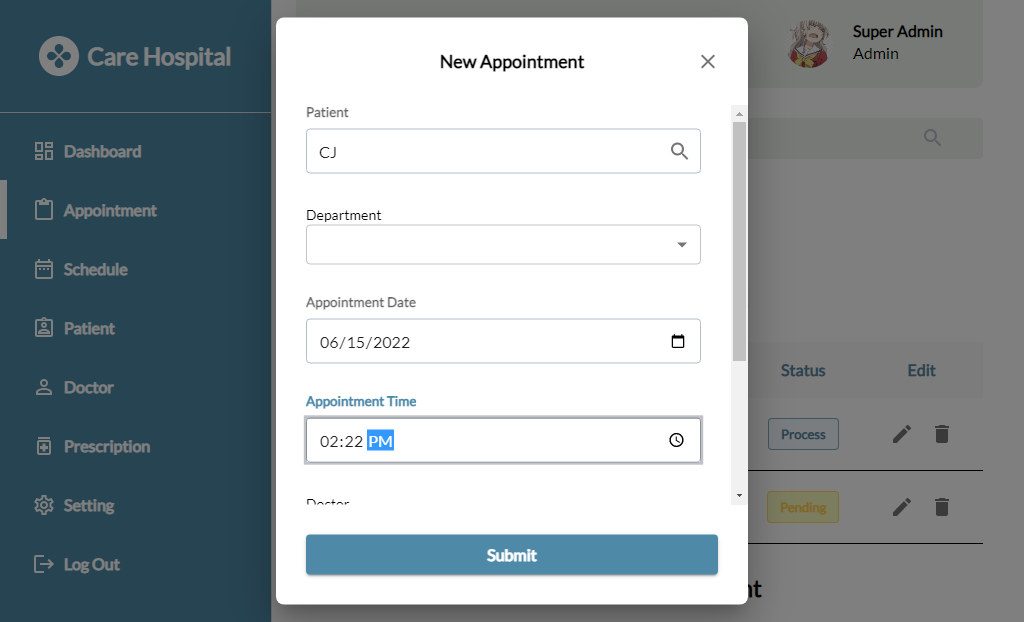 Care Hospital
Dashboard
Appointment
Schedule
Patient
Doctor
Prescription
Setting
Log Out
New Appointment
Patient
CJ
Department
Appointment Date
06/15/2022
Appointment Time
02:22 PM
Doctor
Submit
Super Admin
Admin
Status Edit
Process
Pending